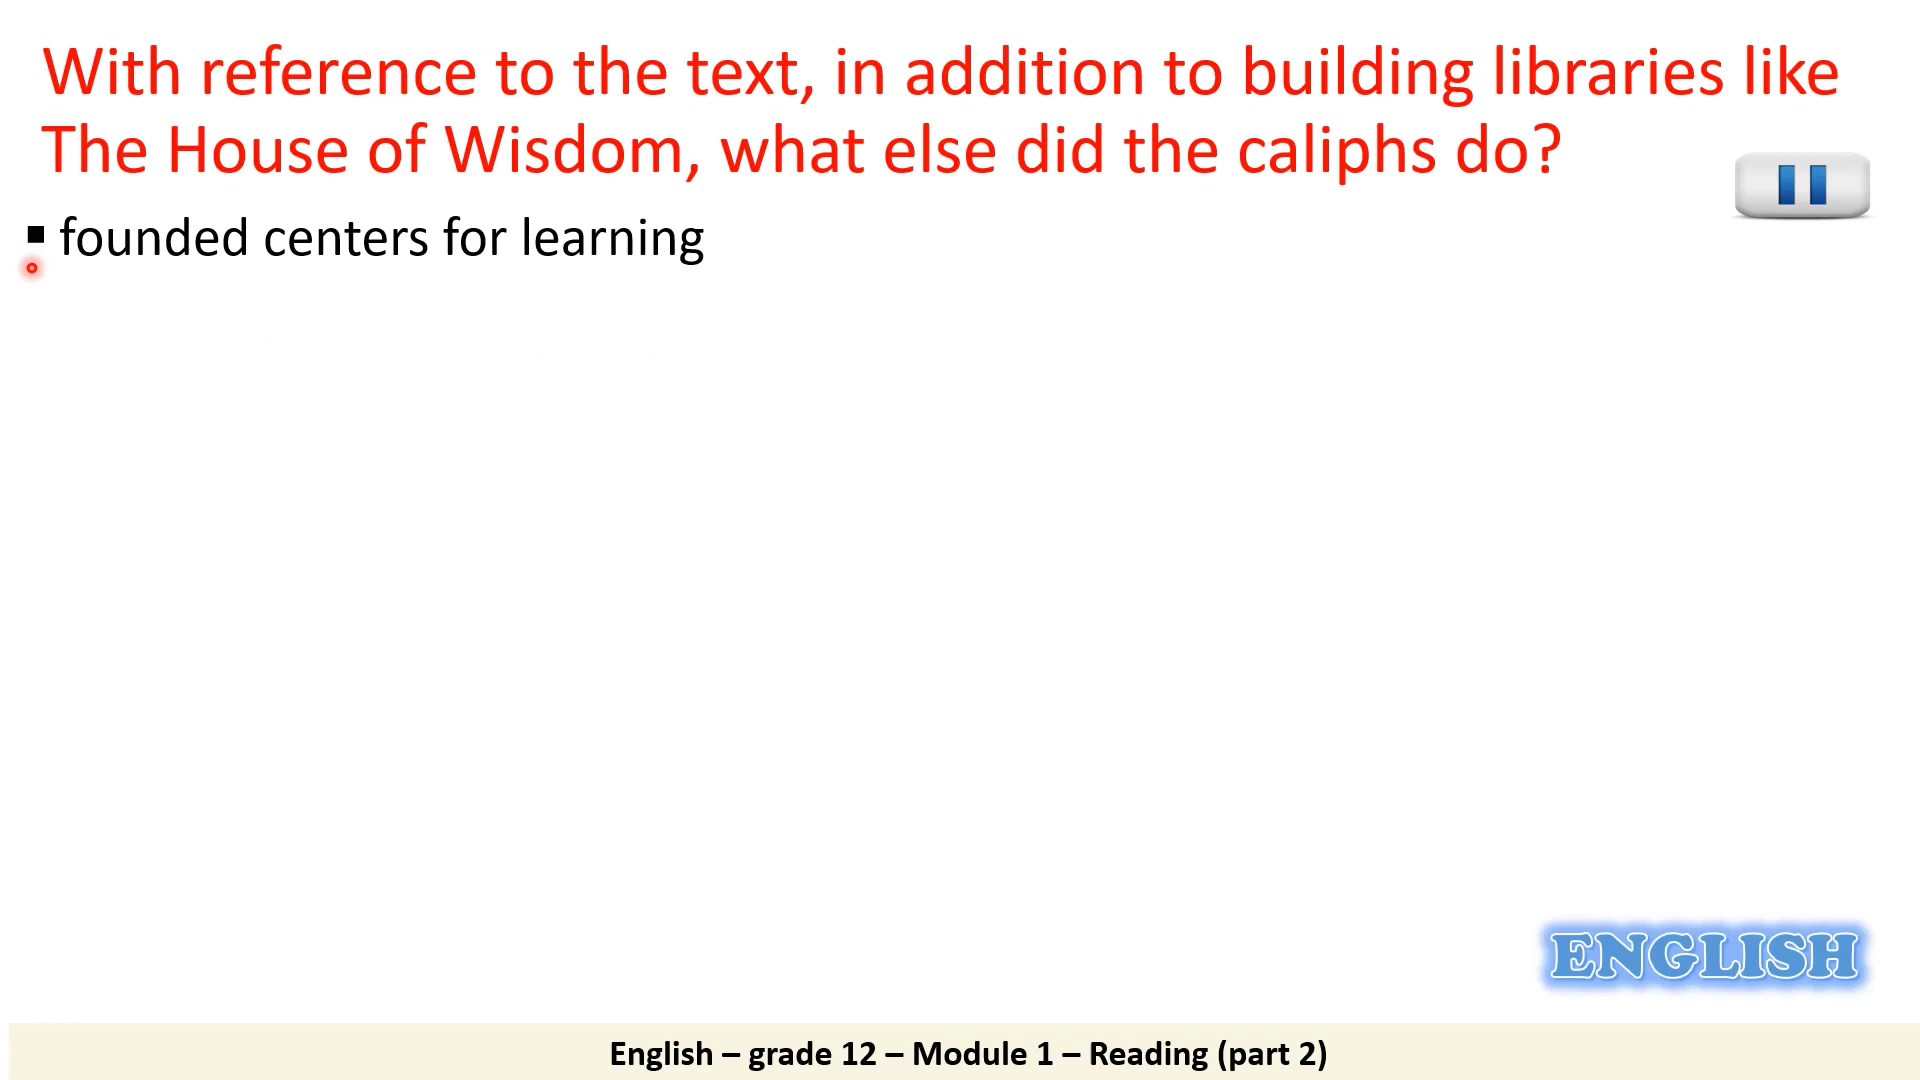 With reference to the text, in addition to building libraries like
The House of Wisdom, what else did the caliphs do?
▪ founded centers for learning
ENGLISH
English – grade 12 – Module 1 – Reading (part 2)